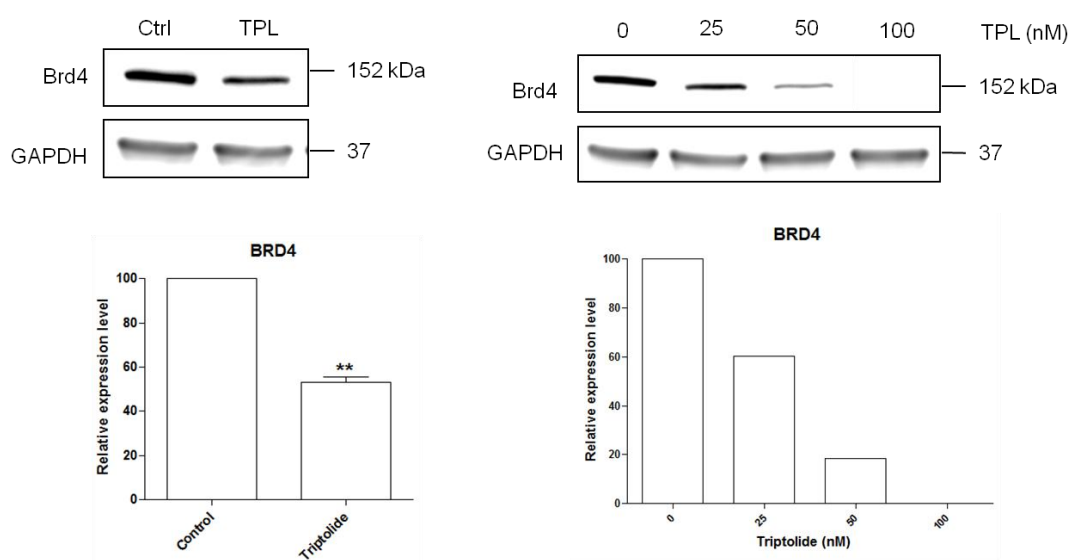 Ctrl TPL
Brd4 152 kDa
GAPDH 37
0 25 50 100 TPL (nM)
Brd4 152 kDa
GAPDH 37
BRD4
Relative expression level
100
80
60
40
20
0
**
Control Triptolide
BRD4
Relative expression level
100
80
60
40
20
0
0 25 50 100
Triptolide (nM)